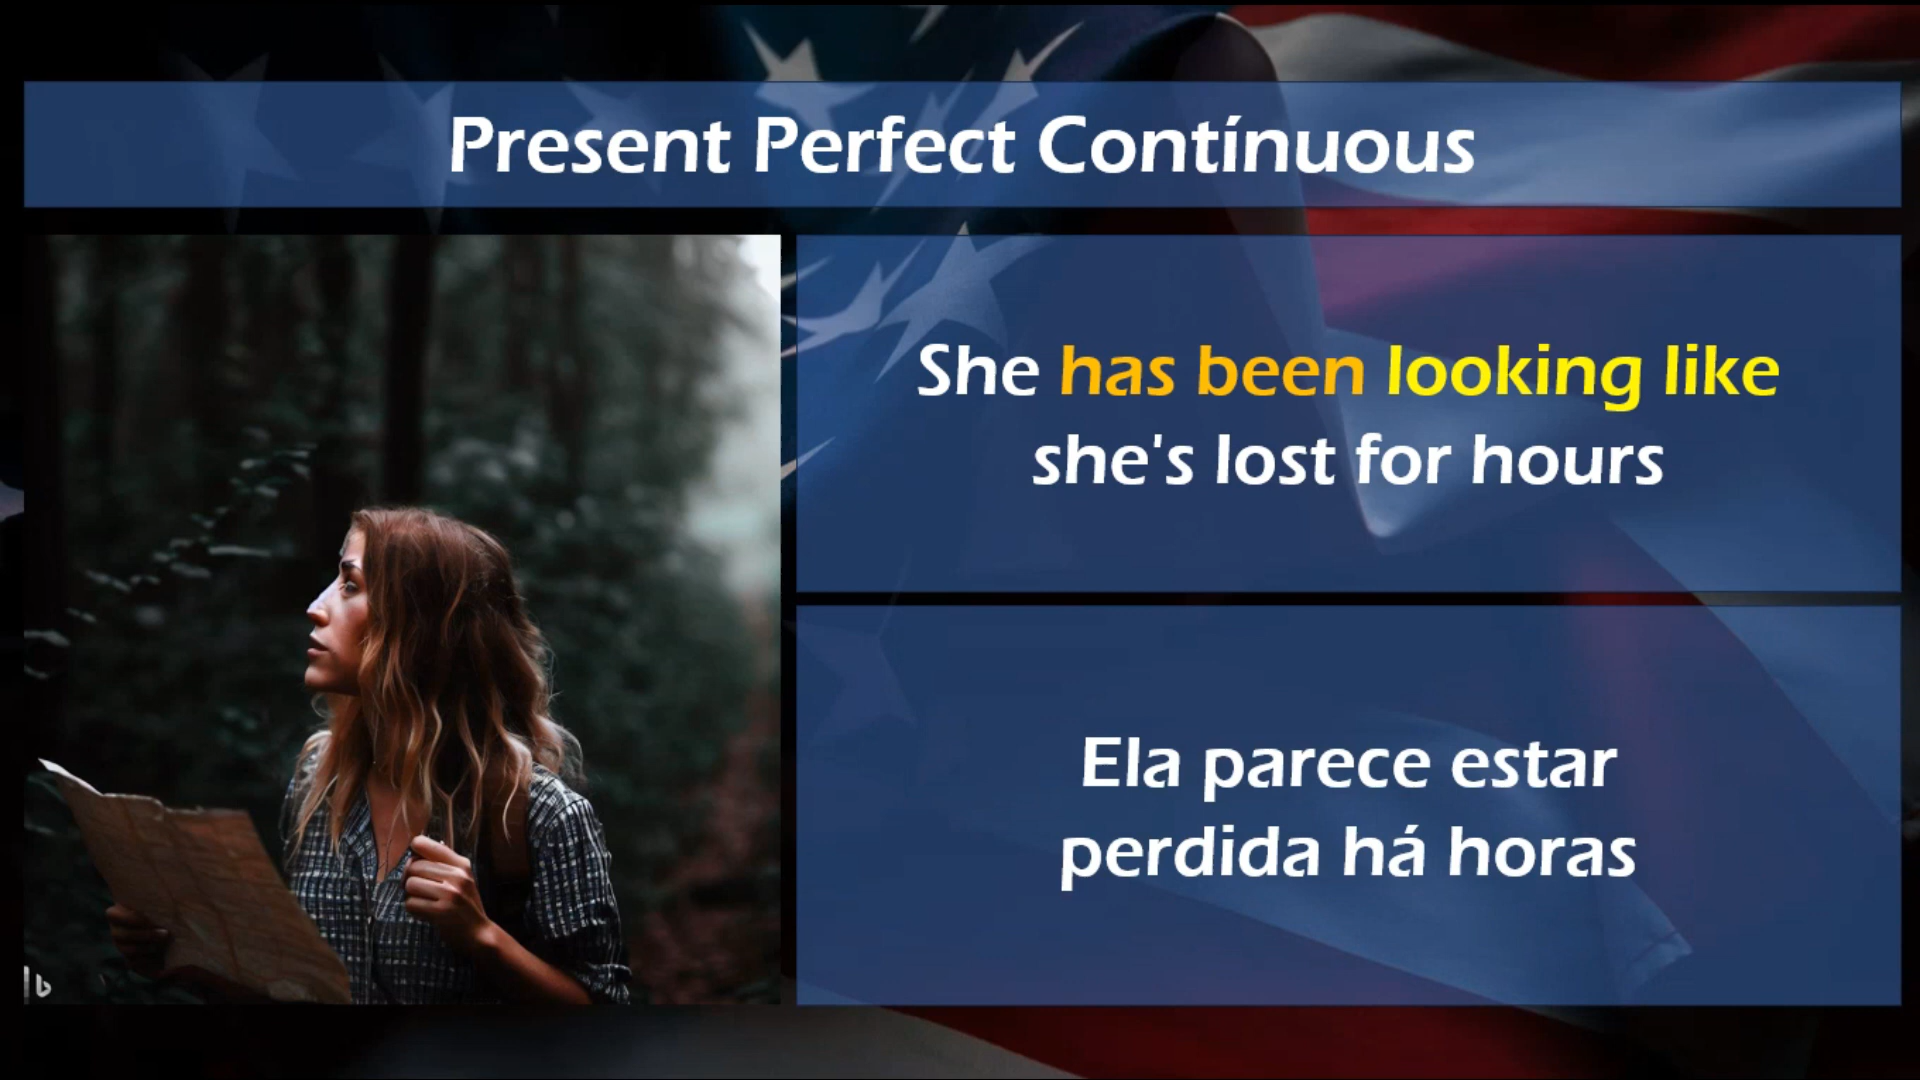 Present Perfect Contínuous
She has been looking like
she's lost for hours
Ela parece estar
perdida há horas